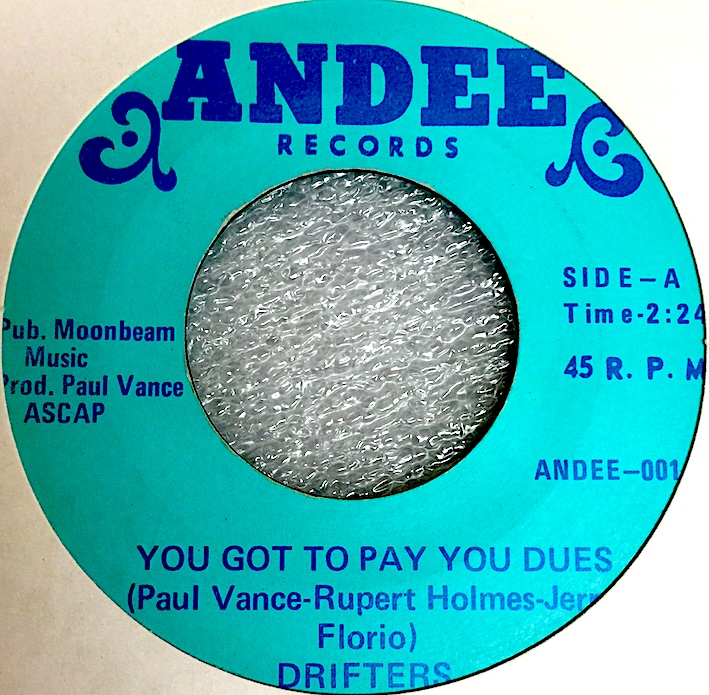 ANDEE
RECORDS
SIDE-A
Time-2:24
45 R. P. M
Pub. Moonbeam
Music
Prod. Paul Vance
ASCAP
ANDEE-001
YOU GOT TO PAY YOU DUES
(Paul Vance-Rupert Holmes-Jerr
Florio)
DRIFTERS